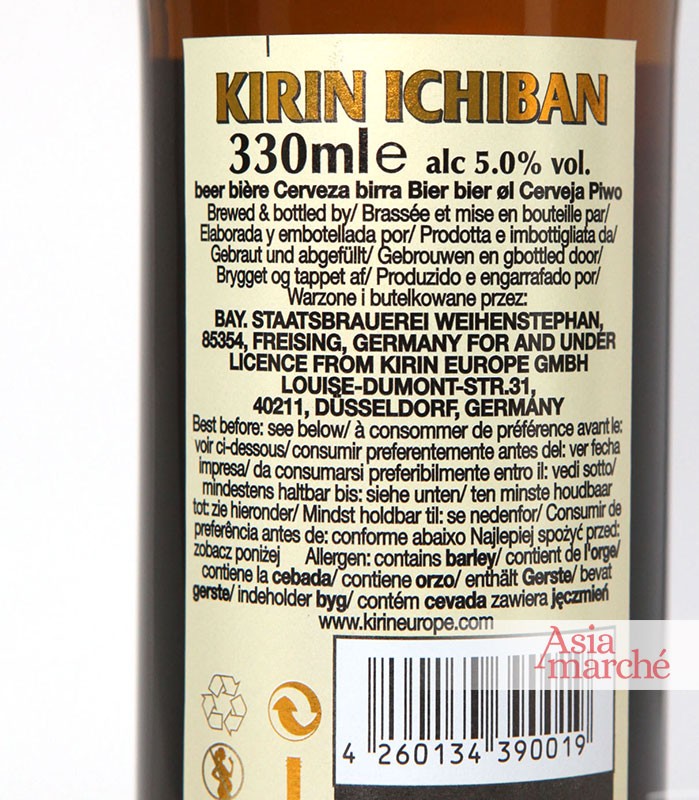 KIRIN ICHIBAN
330ml e alc 5.0% vol.
beer bière Cerveza birra Bier bier øl Cerveja Piwo
Brewed & bottled by/ Brassée et mise en bouteille par/
Elaborada y embotellada por/ Prodotta e imbottigliata da/
Gebraut und abgefüllt/ Gebrouwen en gbottled door/
Brygget og tappet af/ Produzido e engarrafado por/
Warzone i butelkowane przez:
BAY. STAATSBRAUEREI WEIHENSTEPHAN,
85354, FREISING, GERMANY FOR AND UNDER
LICENCE FROM KIRIN EUROPE GMBH
LOUISE-DUMONT-STR.31,
40211, DÜSSELDORF, GERMANY
Best before: see below/ à consommer de préférence avant le:
voir ci-dessous/ consumir preferentemente antes del: ver fecha
impresa/ da consumarsi preferibilmente entro il: vedi sotto/
mindestens haltbar bis: siehe unten/ ten minste houdbaar
tot: zie hieronder/ Mindst holdbar til: se nedenfor/ Consumir de
preferência antes de: conforme abaixo Najlepiej spożyć przed:
zobacz poniżej Allergen: contains barley/ contient de l'orge/
contiene la cebada/ contiene orzo/ enthält Gerste/ bevat
gerste/ indeholder byg/ contém cevada zawiera jęczmień
www.kirineurope.com
Asia
marché
4 260134 390019